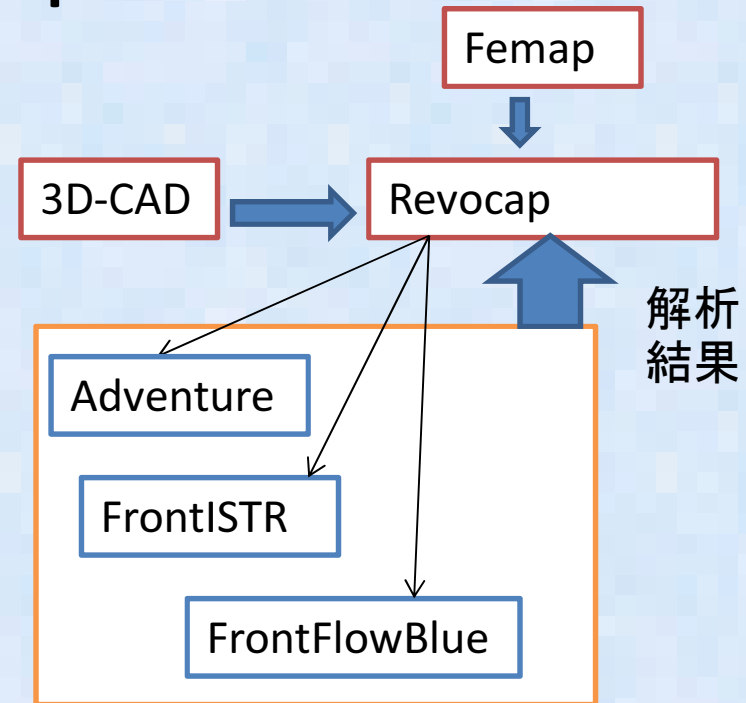 Femap
3D-CAD
Revocap
解析
結果
Adventure
FrontISTR
FrontFlowBlue